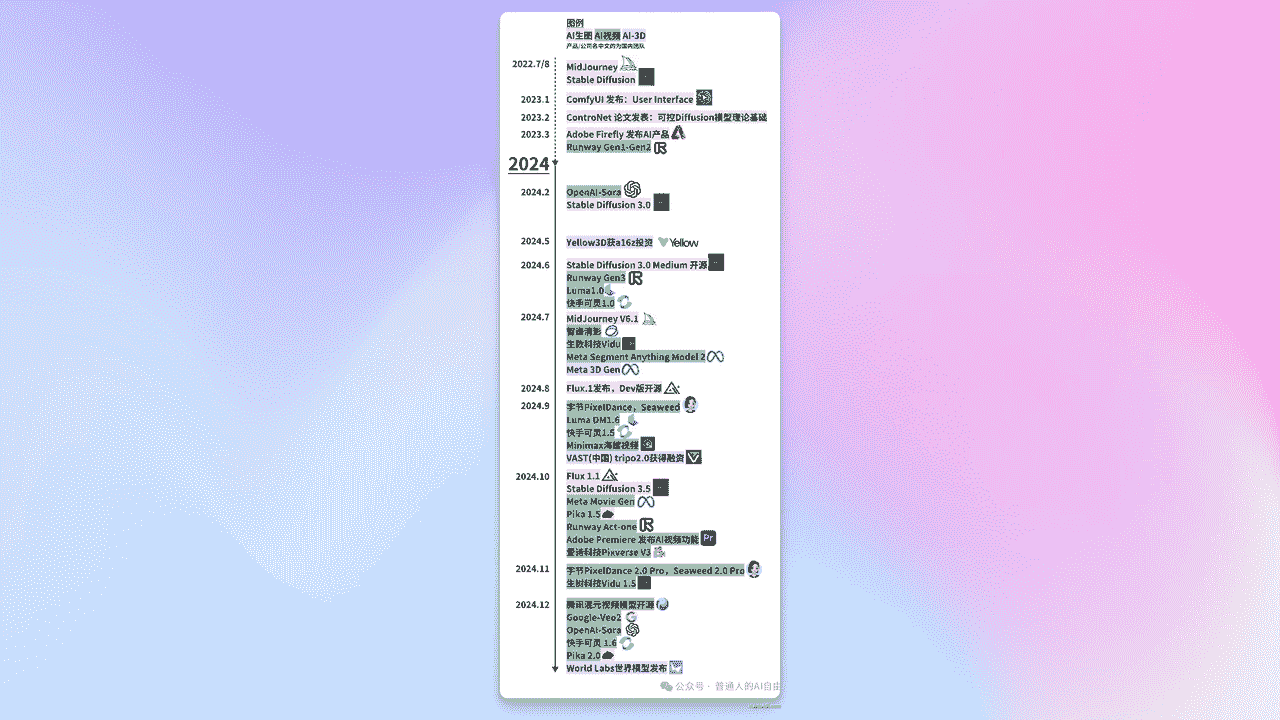 图例
AI生图 AI视频 AI-3D
产品/公司名中文的为国内团队
2022.7/8
MidJourney
Stable Diffusion
2023.1
ComfyUI 发布：User Interface
2023.2
ControNet 论文发表：可控Diffusion模型理论基础
2023.3
Adobe Firefly 发布AI产品
Runway Gen1-Gen2
2024
2024.2
OpenAI-Sora
Stable Diffusion 3.0
2024.5
Yellow3D获a16z投资 Yellow
2024.6
Stable Diffusion 3.0 Medium 开源
Runway Gen3
Luma1.0
快手可灵1.0
2024.7
MidJourney V6.1
智谱清影
生数科技Vidu
Meta Segment Anything Model 2
Meta 3D Gen
2024.8
Flux.1发布，Dev版开源
2024.9
字节PixelDance，Seaweed
Luma DM1.6
快手可灵1.5
Minimax海螺视频
VAST(中国) tripo2.0获得融资
2024.10
Flux 1.1
Stable Diffusion 3.5
Meta Movie Gen
Pika 1.5
Runway Act-one
Adobe Premiere 发布AI视频功能 Pr
爱诗科技Pixverse V3
2024.11
字节PixelDance 2.0 Pro，Seaweed 2.0 Pro
生树科技Vidu 1.5
2024.12
腾讯混元视频模型开源
Google-Veo2
OpenAI-Sora
快手可灵 1.6
Pika 2.0
World Labs世界模型发布
公众号 · 普通人的AI自由